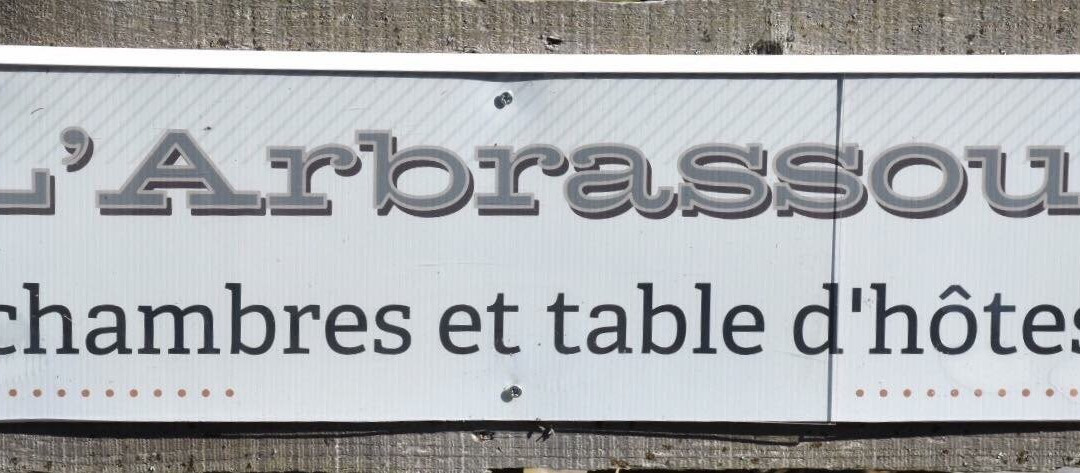 L'Arbrassou
chambres et table d'hôtes